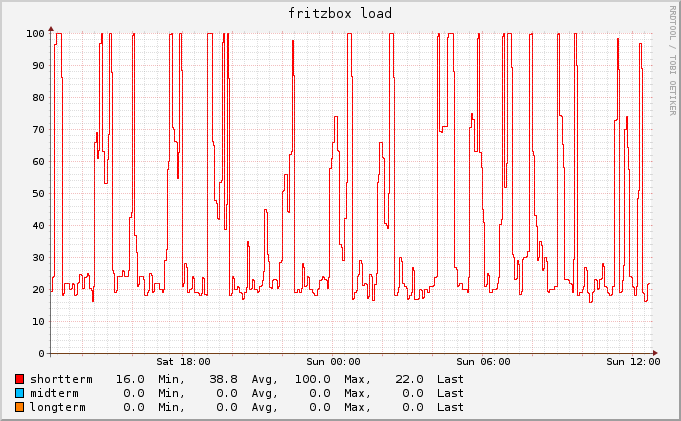 fritzbox load
RRDTOOL / TOBI OETIKER
100
90
80
70
60
50
40
30
20
10
0
Sat 18:00 Sun 00:00 Sun 06:00 Sun 12:00
shortterm 16.0 Min, 38.8 Avg, 100.0 Max, 22.0 Last
midterm 0.0 Min, 0.0 Avg, 0.0 Max, 0.0 Last
longterm 0.0 Min, 0.0 Avg, 0.0 Max, 0.0 Last